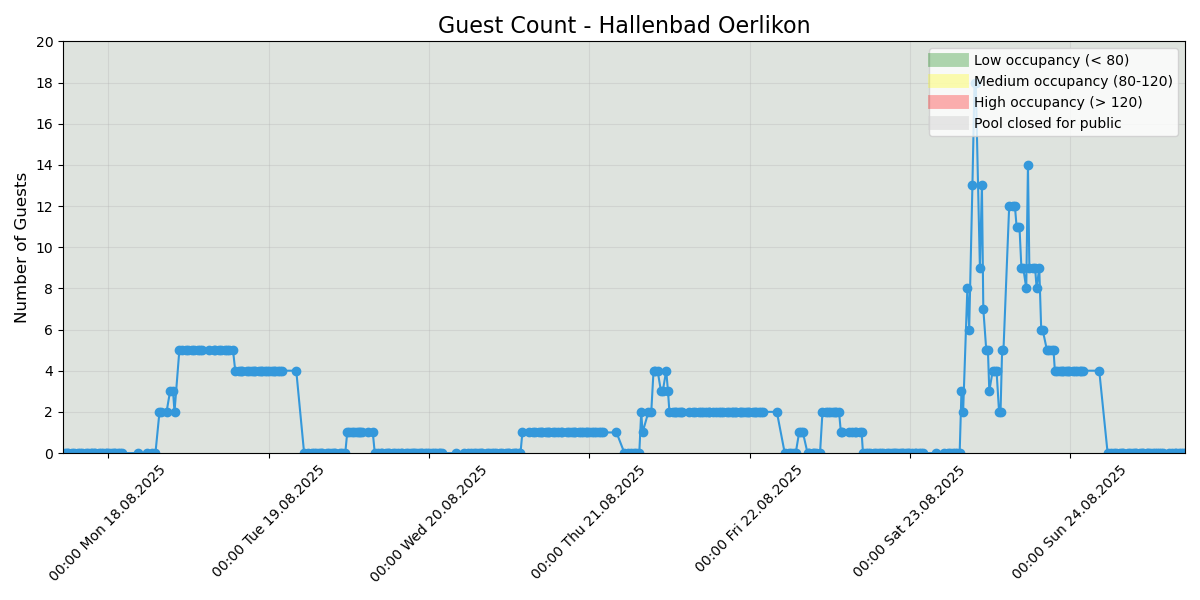 Guest Count - Hallenbad Oerlikon
Number of Guests
20
18
16
14
12
10
8
6
4
2
0
Low occupancy (< 80)
Medium occupancy (80-120)
High occupancy (> 120)
Pool closed for public
00:00 Mon 18.08.2025
00:00 Tue 19.08.2025
00:00 Wed 20.08.2025
00:00 Thu 21.08.2025
00:00 Fri 22.08.2025
00:00 Sat 23.08.2025
00:00 Sun 24.08.2025